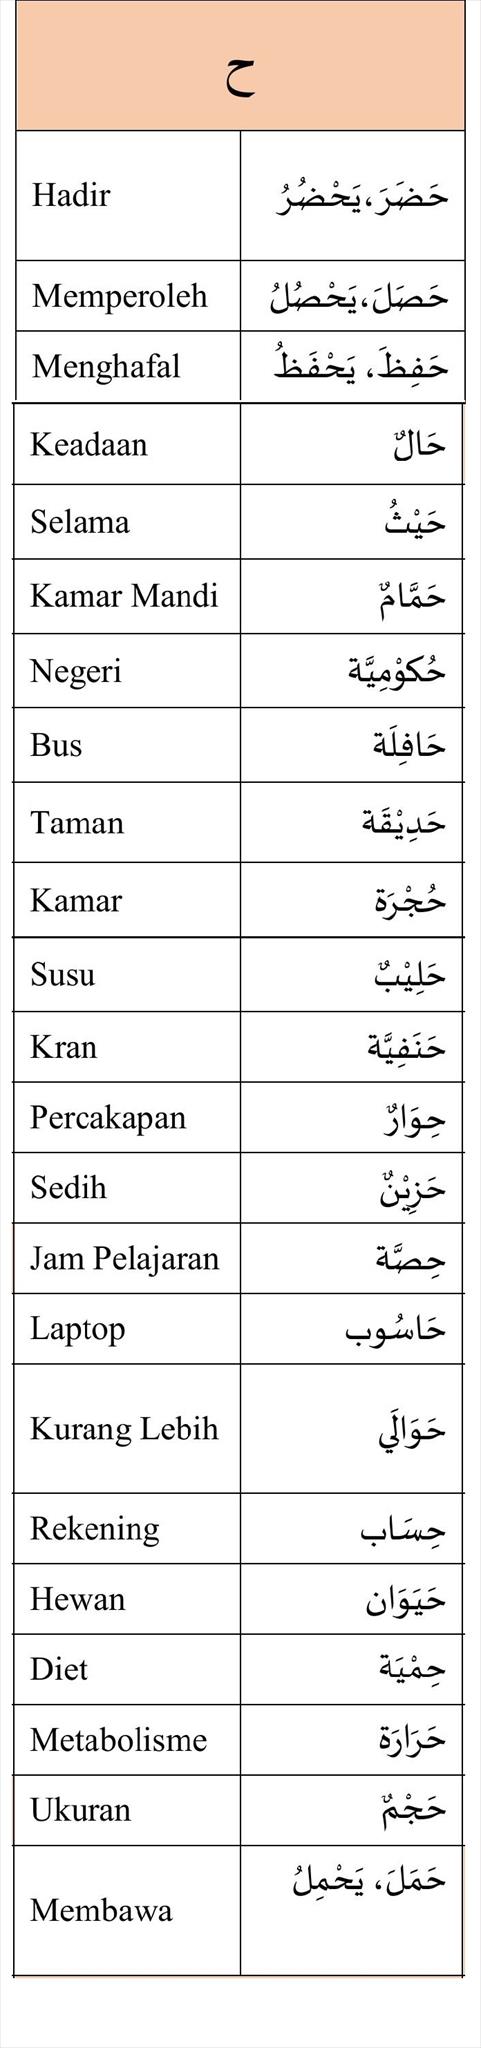 ح
Hadir حَضَرَ،يَحْضُرُ
Memperoleh حَصَلَ،يَحْصُلُ
Menghafal حَفِظَ، يَحْفَظُ
Keadaan حَالٌ
Selama حَيْثُ
Kamar Mandi حَمَّامٌ
Negeri حُكوْمِيَّة
Bus حَافِلَة
Taman حَدِيْقَة
Kamar حُجْرَة
Susu حَلِيْبٌ
Kran حَنَفِيَّة
Percakapan حِوَارٌ
Sedih حَزِيْنٌ
Jam Pelajaran حِصَّة
Laptop حَاسُوب
Kurang Lebih حَوَالَي
Rekening حِسَاب
Hewan حَيَوَان
Diet حِمْيَة
Metabolisme حَرَارَة
Ukuran حَجْمٌ
Membawa حَمَلَ، يَحْمِلُ